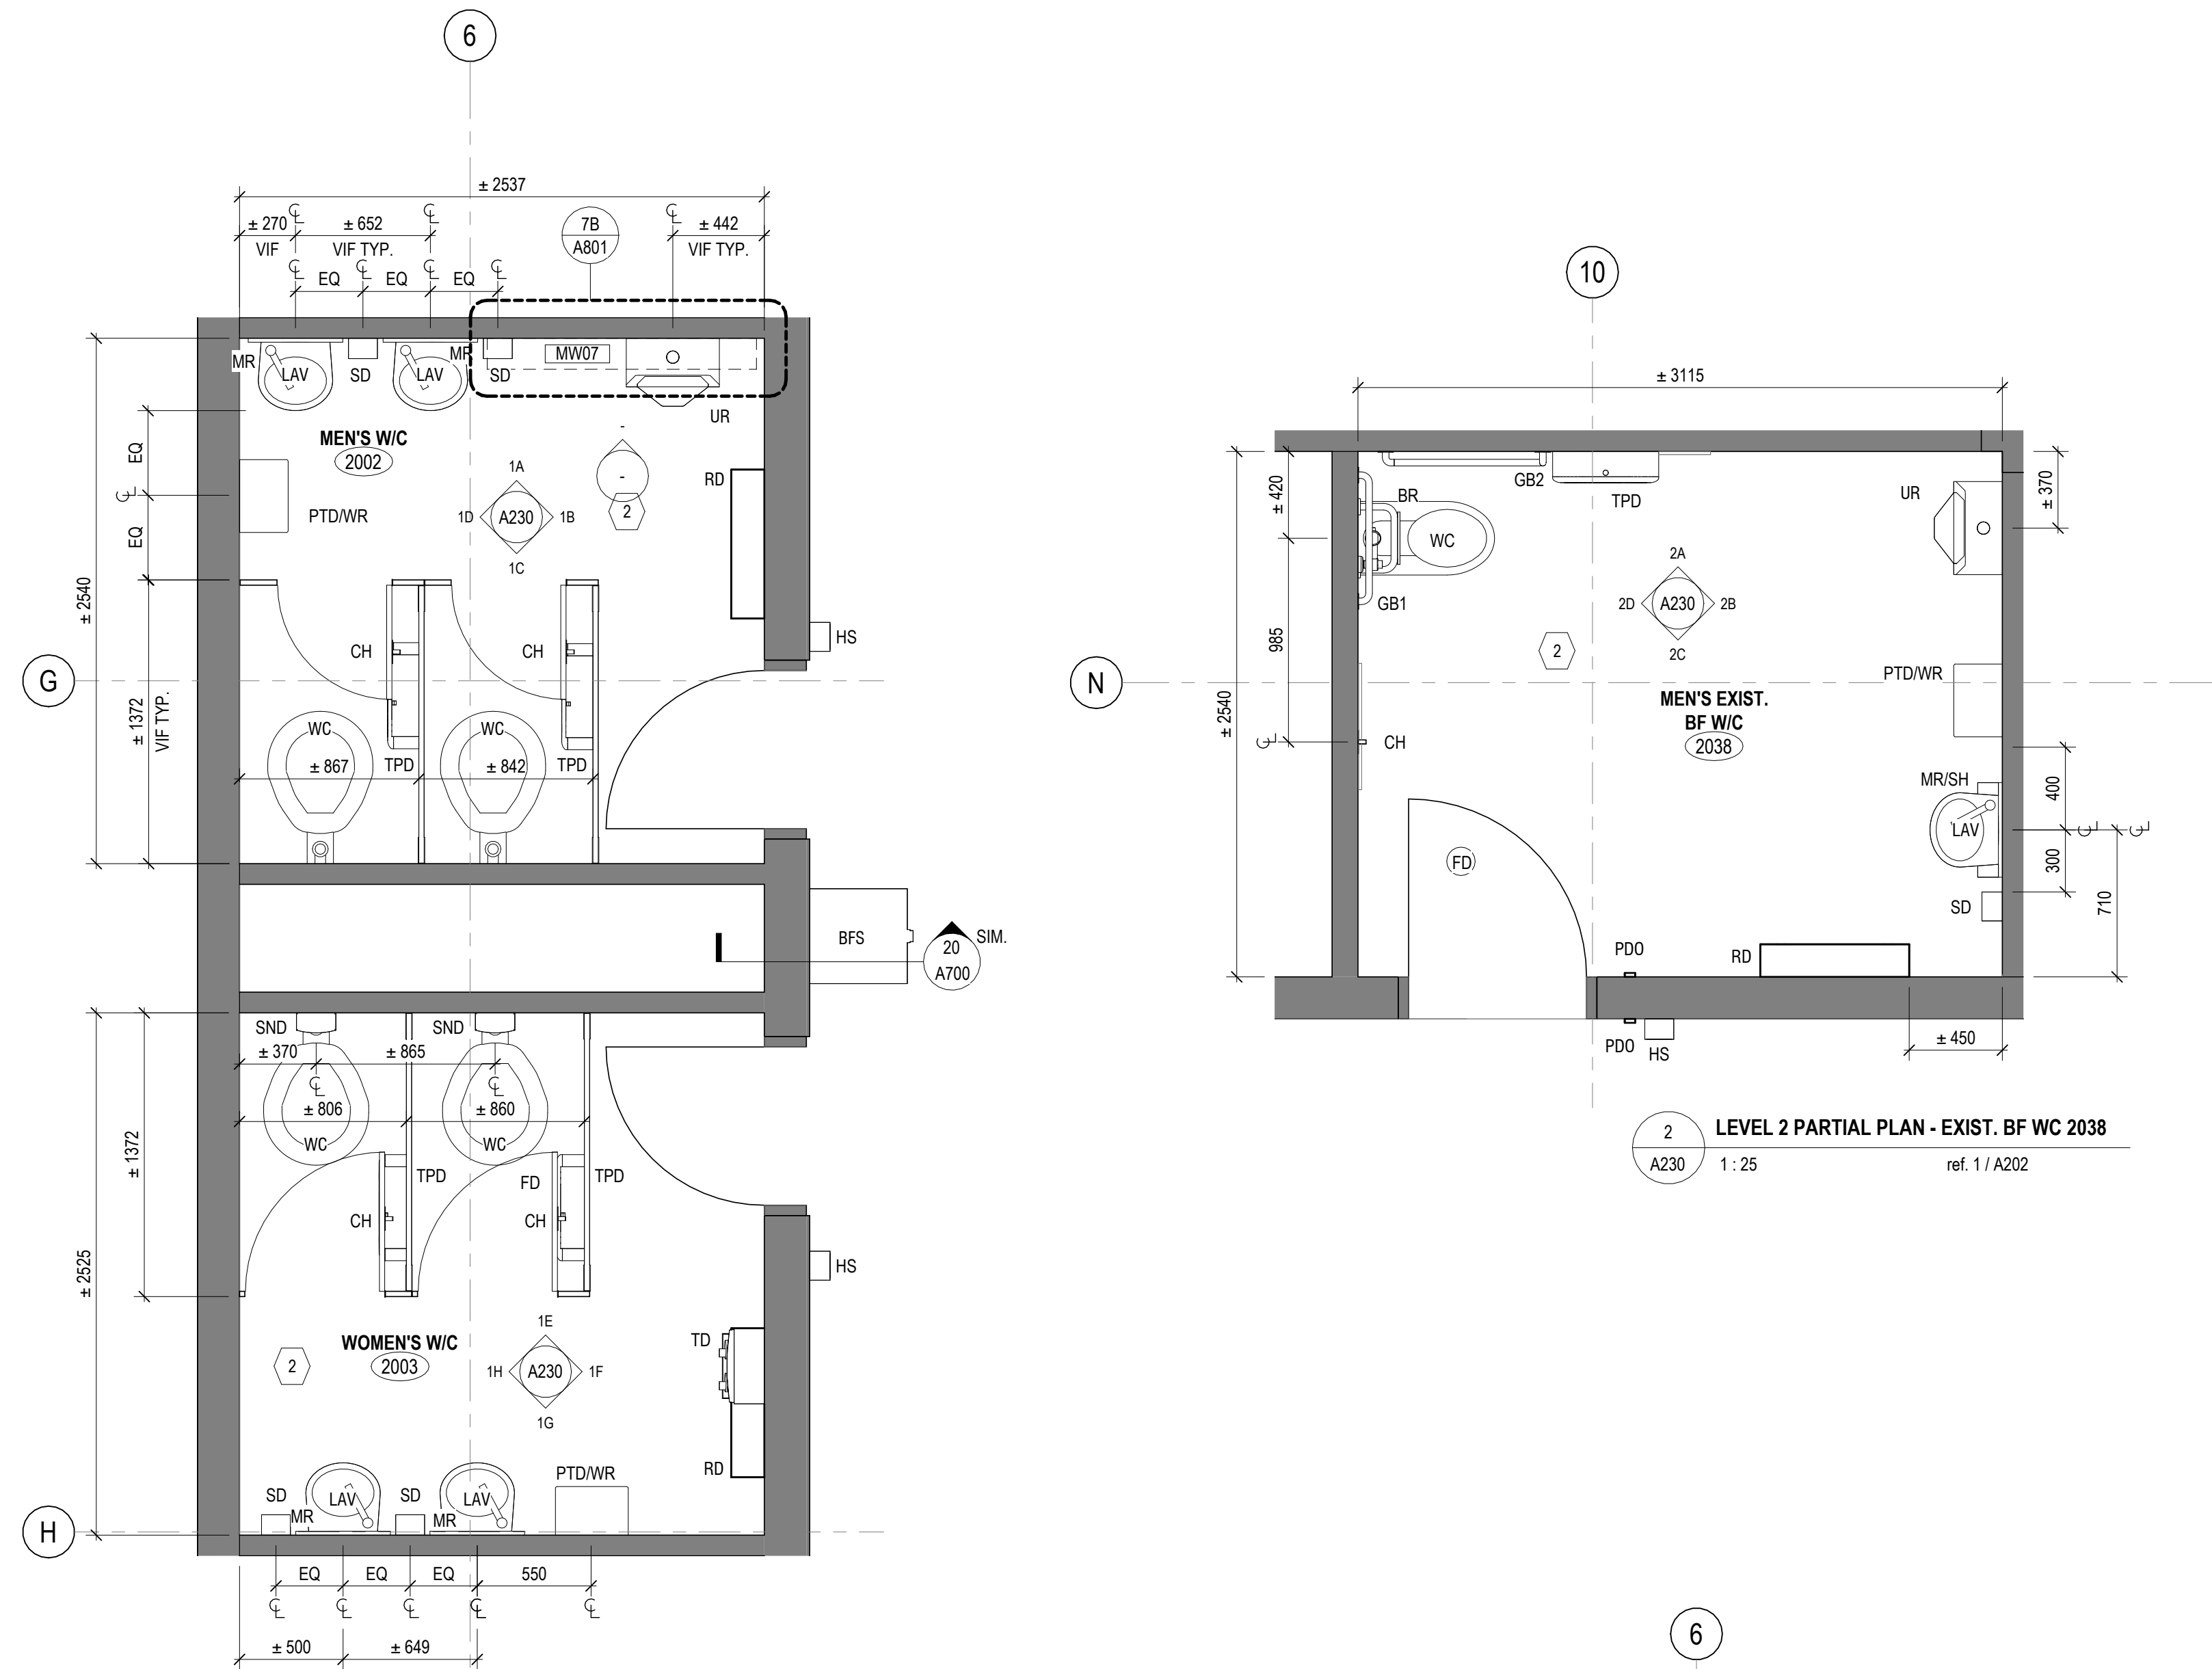 6
± 2537
± 270
VIF
± 652
VIF TYP.
7B
A801
± 442
VIF TYP.
EQ
EQ
EQ
MR
LAV
SD
LAV
MR
SD
MW07
UR
MEN'S W/C
2002
EQ
EQ
PTD/WR
1A
1D
A230
1B
1C
-
-
2
RD
HS
± 2540
G
± 1372
VIF TYP.
CH
CH
WC
WC
± 867
TPD
± 842
TPD
BFS
20
A700
SIM.
SND
SND
± 370
± 865
± 806
± 860
WC
WC
± 1372
TPD
FD
TPD
CH
CH
± 2525
HS
WOMEN'S W/C
2003
2
1E
1H
A230
1F
1G
TD
RD
PTD/WR
SD
MR
LAV
SD
MR
LAV
H
EQ
EQ
EQ
550
± 500
± 649
10
± 3115
± 420
985
± 2540
N
BR
WC
GB1
GB2
TPD
UR
± 370
2A
2D
A230
2B
2C
2
MEN'S EXIST.
BF W/C
2038
PTD/WR
CH
MR/SH
LAV
400
300
710
SD
FD
PDO
RD
PDO
HS
± 450
2
A230
LEVEL 2 PARTIAL PLAN - EXIST. BF WC 2038
1 : 25
ref. 1 / A202
6